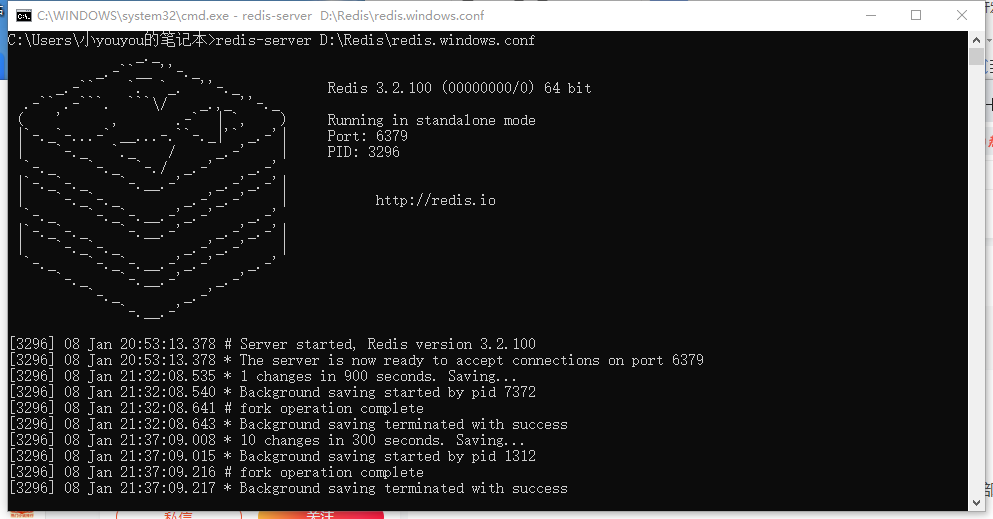 C:\WINDOWS\system32\cmd.exe - redis-server  D:\Redis\redis.windows.conf
C:\Users\小youyou的笔记本>redis-server D:\Redis\redis.windows.conf
Redis 3.2.100 (00000000/0) 64 bit
Running in standalone mode
Port: 6379
PID: 3296
http://redis.io
[3296] 08 Jan 20:53:13.378 # Server started, Redis version 3.2.100
[3296] 08 Jan 20:53:13.378 * The server is now ready to accept connections on port 6379
[3296] 08 Jan 21:32:08.535 * 1 changes in 900 seconds. Saving...
[3296] 08 Jan 21:32:08.540 * Background saving started by pid 7372
[3296] 08 Jan 21:32:08.641 # fork operation complete
[3296] 08 Jan 21:32:08.643 * Background saving terminated with success
[3296] 08 Jan 21:37:09.008 * 10 changes in 300 seconds. Saving...
[3296] 08 Jan 21:37:09.015 * Background saving started by pid 1312
[3296] 08 Jan 21:37:09.216 # fork operation complete
[3296] 08 Jan 21:37:09.217 * Background saving terminated with success
私信
关注